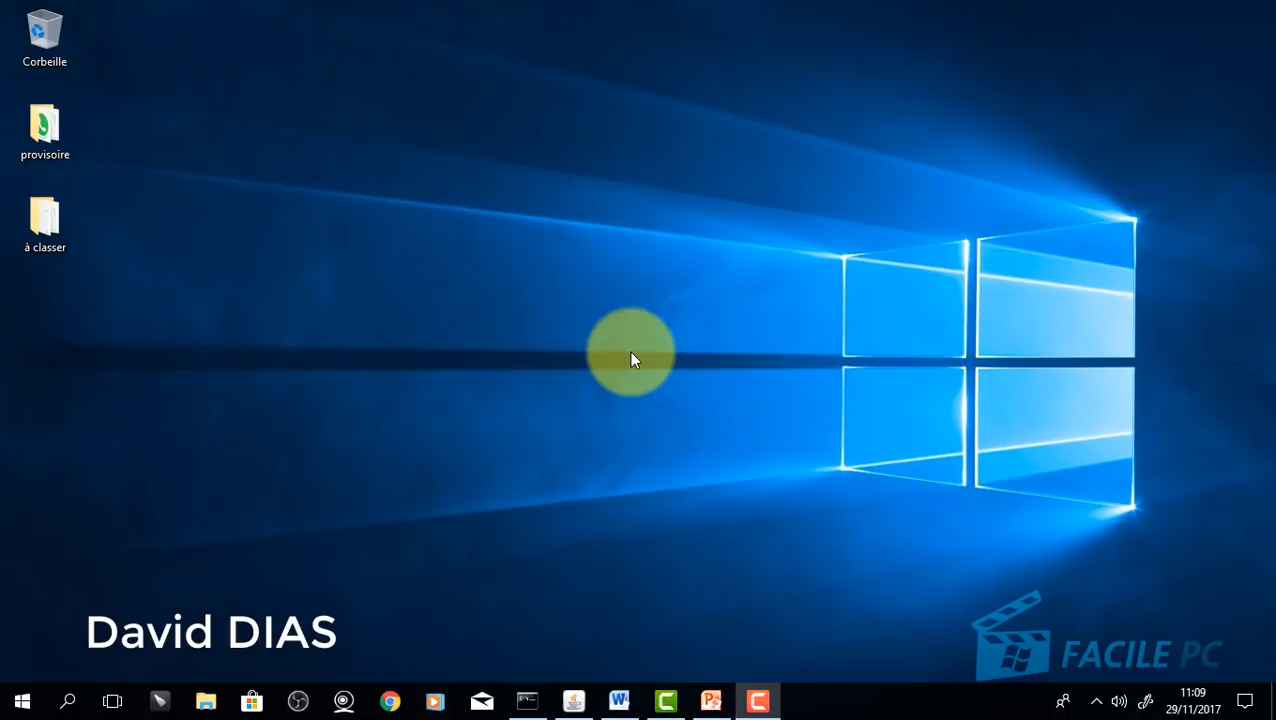 Corbeille
provisoire
à classer
David DIAS
FACILE PC
11:09
29/11/2017